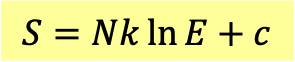 S = Nk ln E + c